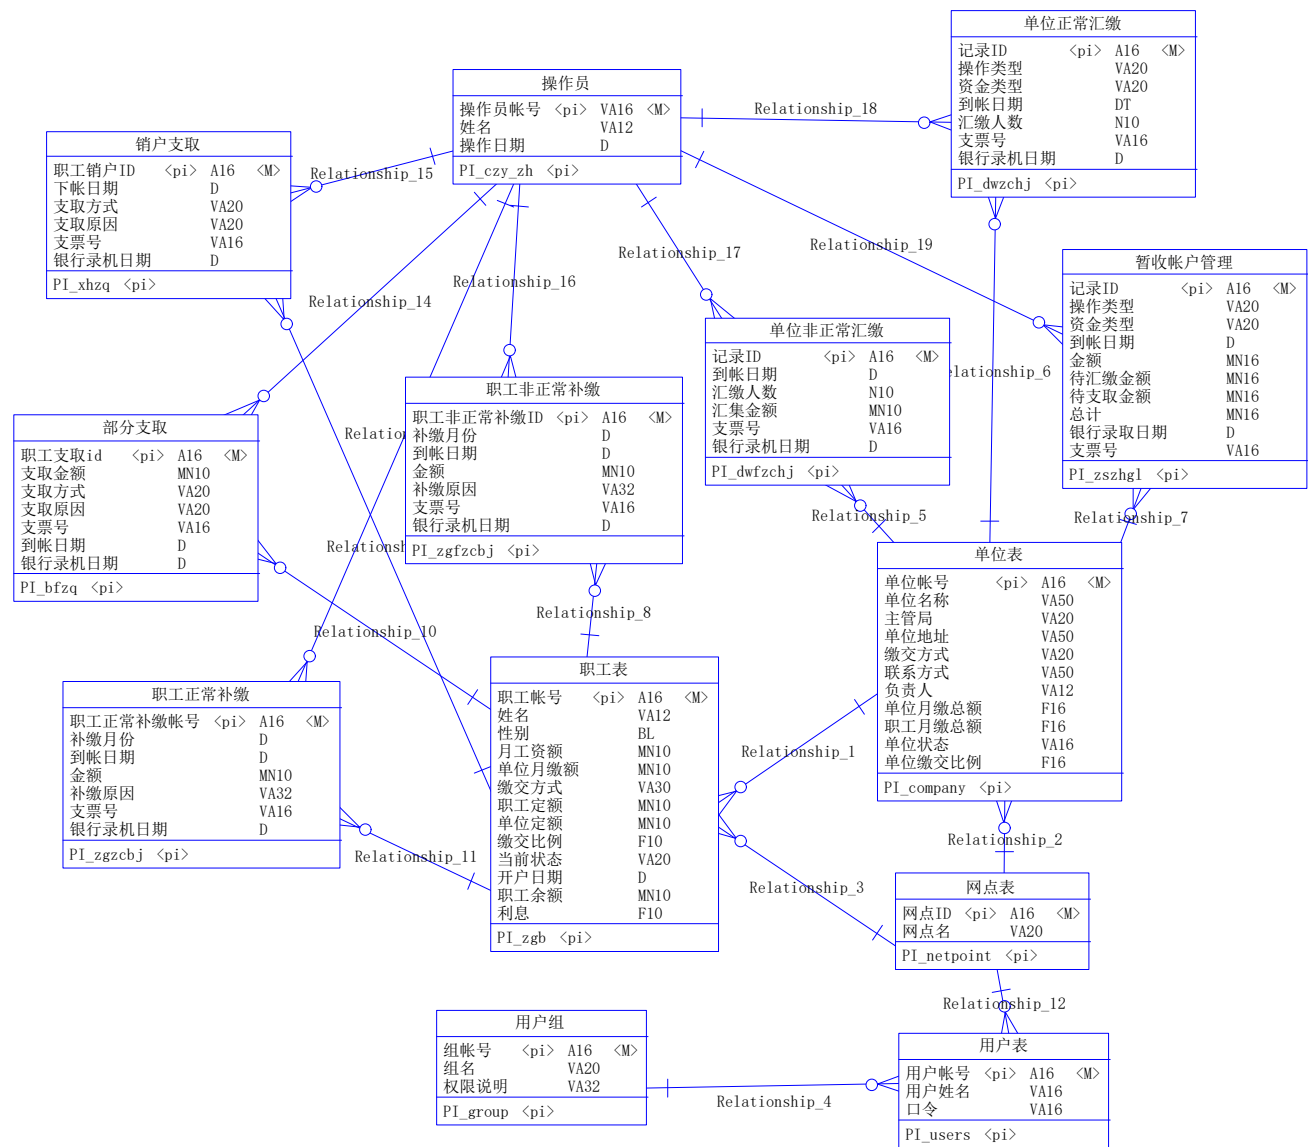 单位正常汇缴
记录ID <pi> A16 <M>
操作类型 VA20
资金类型 VA20
到帐日期 DT
汇缴人数 N10
支票号 VA16
银行录机日期 D
PI_dwzchj <pi>
操作员
操作员帐号 <pi> VA16 <M>
姓名 VA12
操作日期 D
PI_czy_zh <pi>
Relationship_18
销户支取
职工销户ID <pi> A16 <M>
下帐日期 D
支取方式 VA20
支取原因 VA20
支票号 VA16
银行录机日期 D
PI_xhzq <pi>
Relationship_15
Relationship_17
Relationship_19
Relationship_16
Relationship_14
暂收帐户管理
记录ID <pi> A16 <M>
操作类型 VA20
资金类型 VA20
到帐日期 D
金额 MN16
待汇缴金额 MN16
待支取金额 MN16
总计 MN16
银行录取日期 D
支票号 VA16
PI_zszhgl <pi>
单位非正常汇缴
记录ID <pi> A16 <M>
到帐日期 D
汇缴人数 N10
汇集金额 MN10
支票号 VA16
银行录机日期 D
PI_dwfzchj <pi>
elationship_6
职工非正常补缴
职工非正常补缴ID <pi> A16 <M>
补缴月份 D
到帐日期 D
金额 MN10
补缴原因 VA32
支票号 VA16
银行录机日期 D
PI_zgfzcbj <pi>
部分支取
职工支取id <pi> A16 <M>
支取金额 MN10
支取方式 VA20
支取原因 VA20
支票号 VA16
到帐日期 D
银行录机日期 D
PI_bfzq <pi>
Relation
Relationsh
Relationship_5
Relationship_7
单位表
单位帐号 <pi> A16 <M>
单位名称 VA50
主管局 VA20
单位地址 VA50
缴交方式 VA20
联系方式 VA50
负责人 VA12
单位月缴总额 F16
职工月缴总额 F16
单位状态 VA16
单位缴交比例 F16
PI_company <pi>
Relationship_8
Relationship_10
职工表
职工帐号 <pi> A16 <M>
姓名 VA12
性别 BL
月工资额 MN10
单位月缴额 MN10
缴交方式 VA30
职工定额 MN10
单位定额 MN10
缴交比例 F10
当前状态 VA20
开户日期 D
职工余额 MN10
利息 F10
PI_zgb <pi>
职工正常补缴
职工正常补缴帐号 <pi> A16 <M>
补缴月份 D
到帐日期 D
金额 MN10
补缴原因 VA32
支票号 VA16
银行录机日期 D
PI_zgzcbj <pi>
Relationship_1
Relationship_2
Relationship_11
Relationship_3
网点表
网点ID <pi> A16 <M>
网点名 VA20
PI_netpoint <pi>
Relationship_12
用户组
组帐号 <pi> A16 <M>
组名 VA20
权限说明 VA32
PI_group <pi>
Relationship_4
用户表
用户帐号 <pi> A16 <M>
用户姓名 VA16
口令 VA16
PI_users <pi>